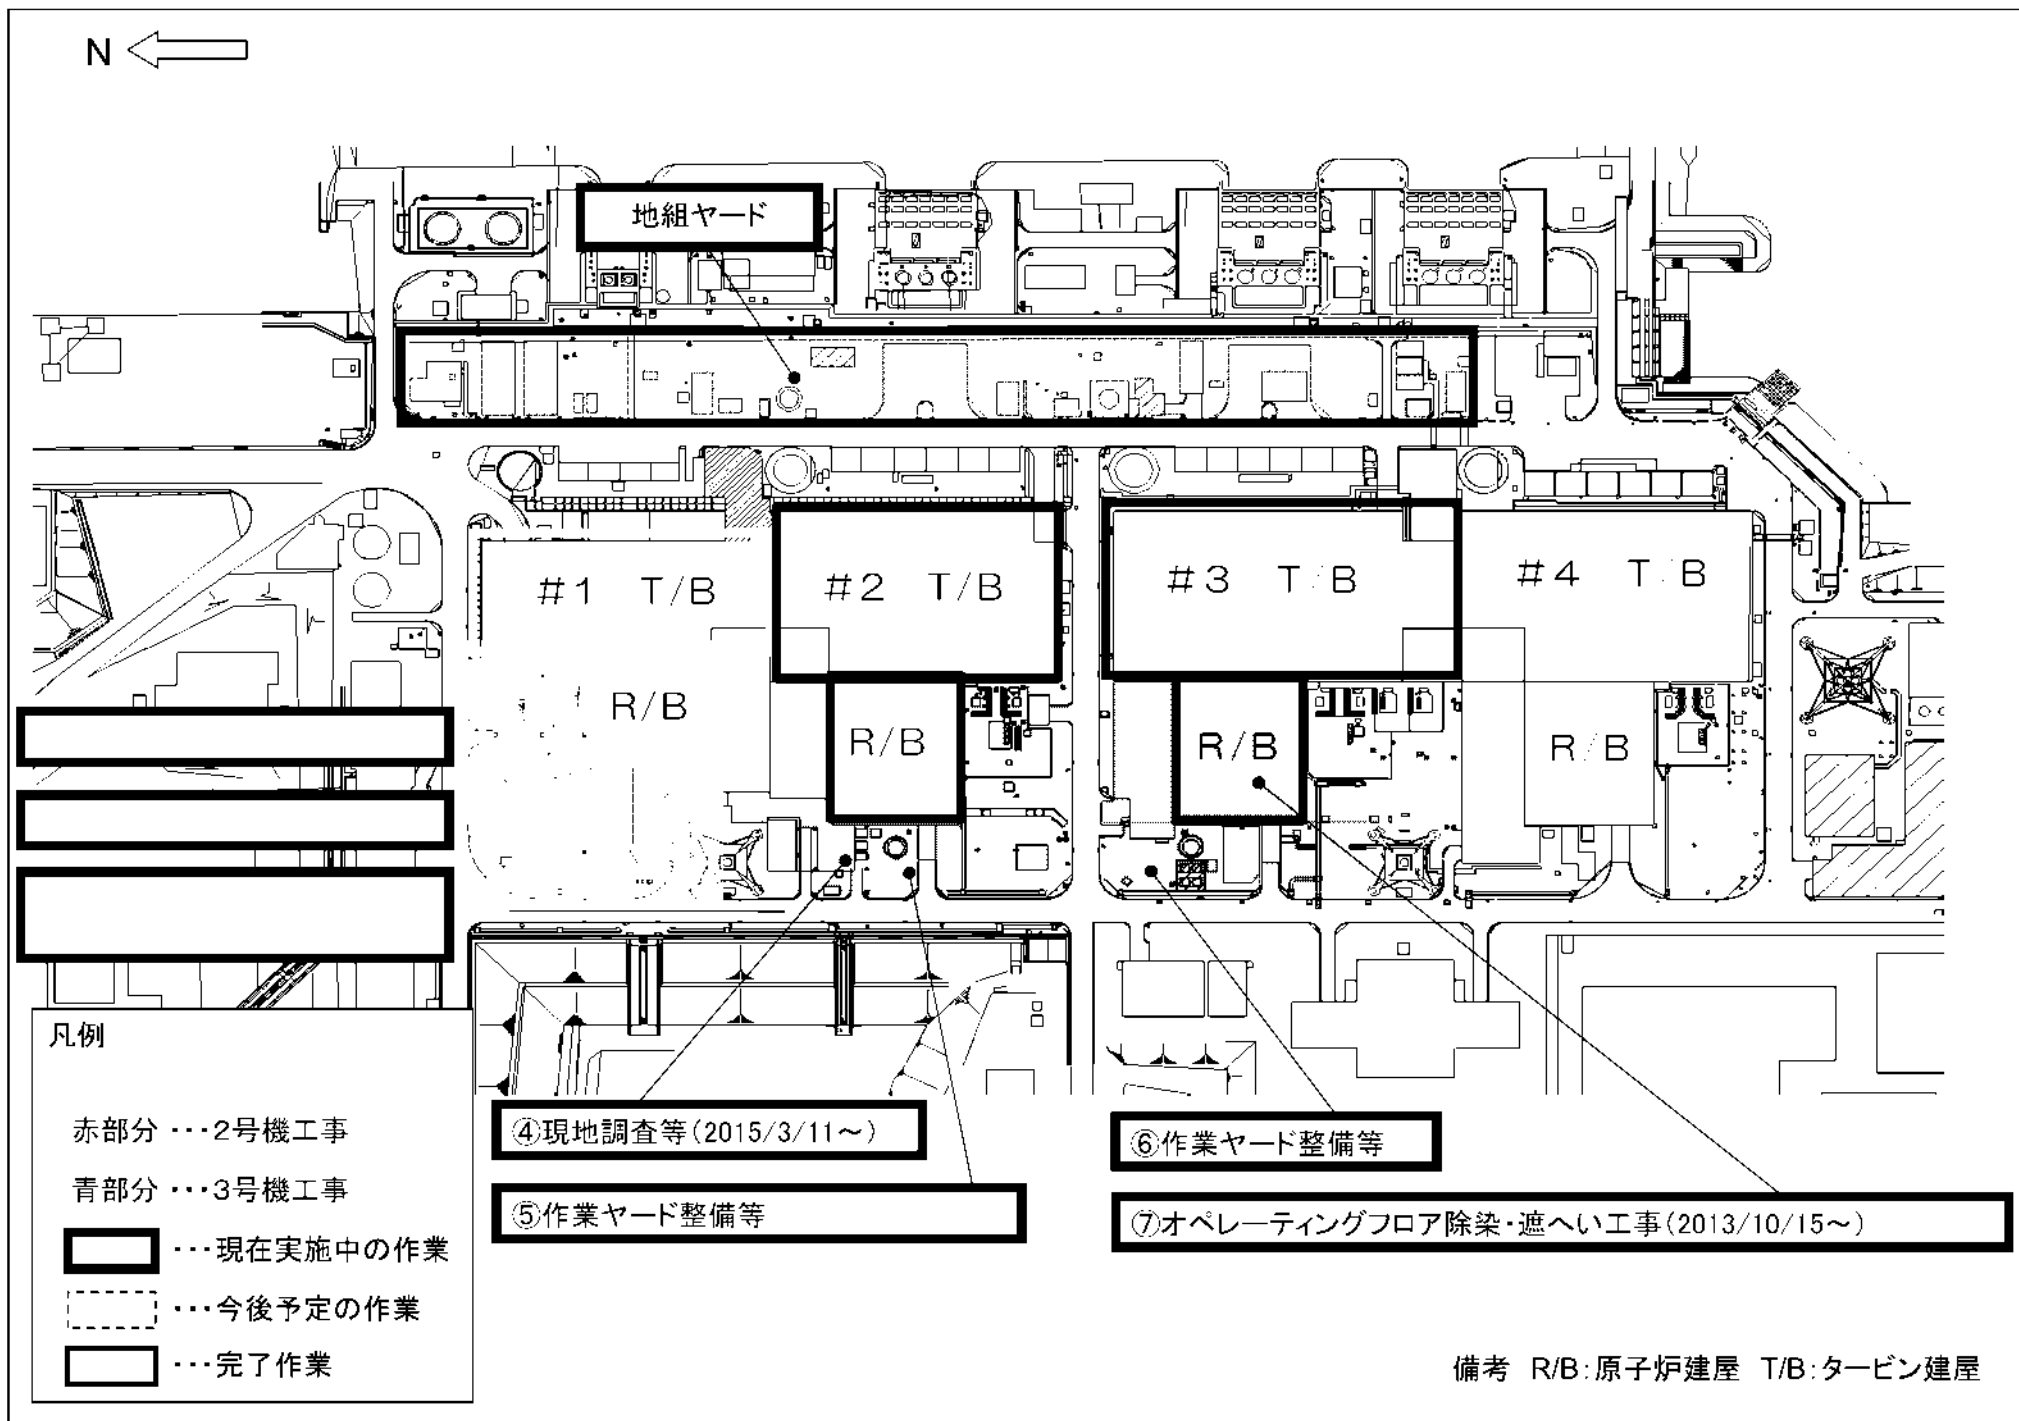 N
地組ヤード
#1 T/B
#2 T/B
#3 T/B
#4 T/B
R/B
R/B
R/B
R/B
④現地調査等(2015/3/11～)
⑤作業ヤード整備等
⑥作業ヤード整備等
⑦オペレーティングフロア除染・遮へい工事(2013/10/15～)
凡例
赤部分 ･･･2号機工事
青部分 ･･･3号機工事
･･･現在実施中の作業
･･･今後予定の作業
･･･完了作業
備考 R/B:原子炉建屋 T/B:タービン建屋